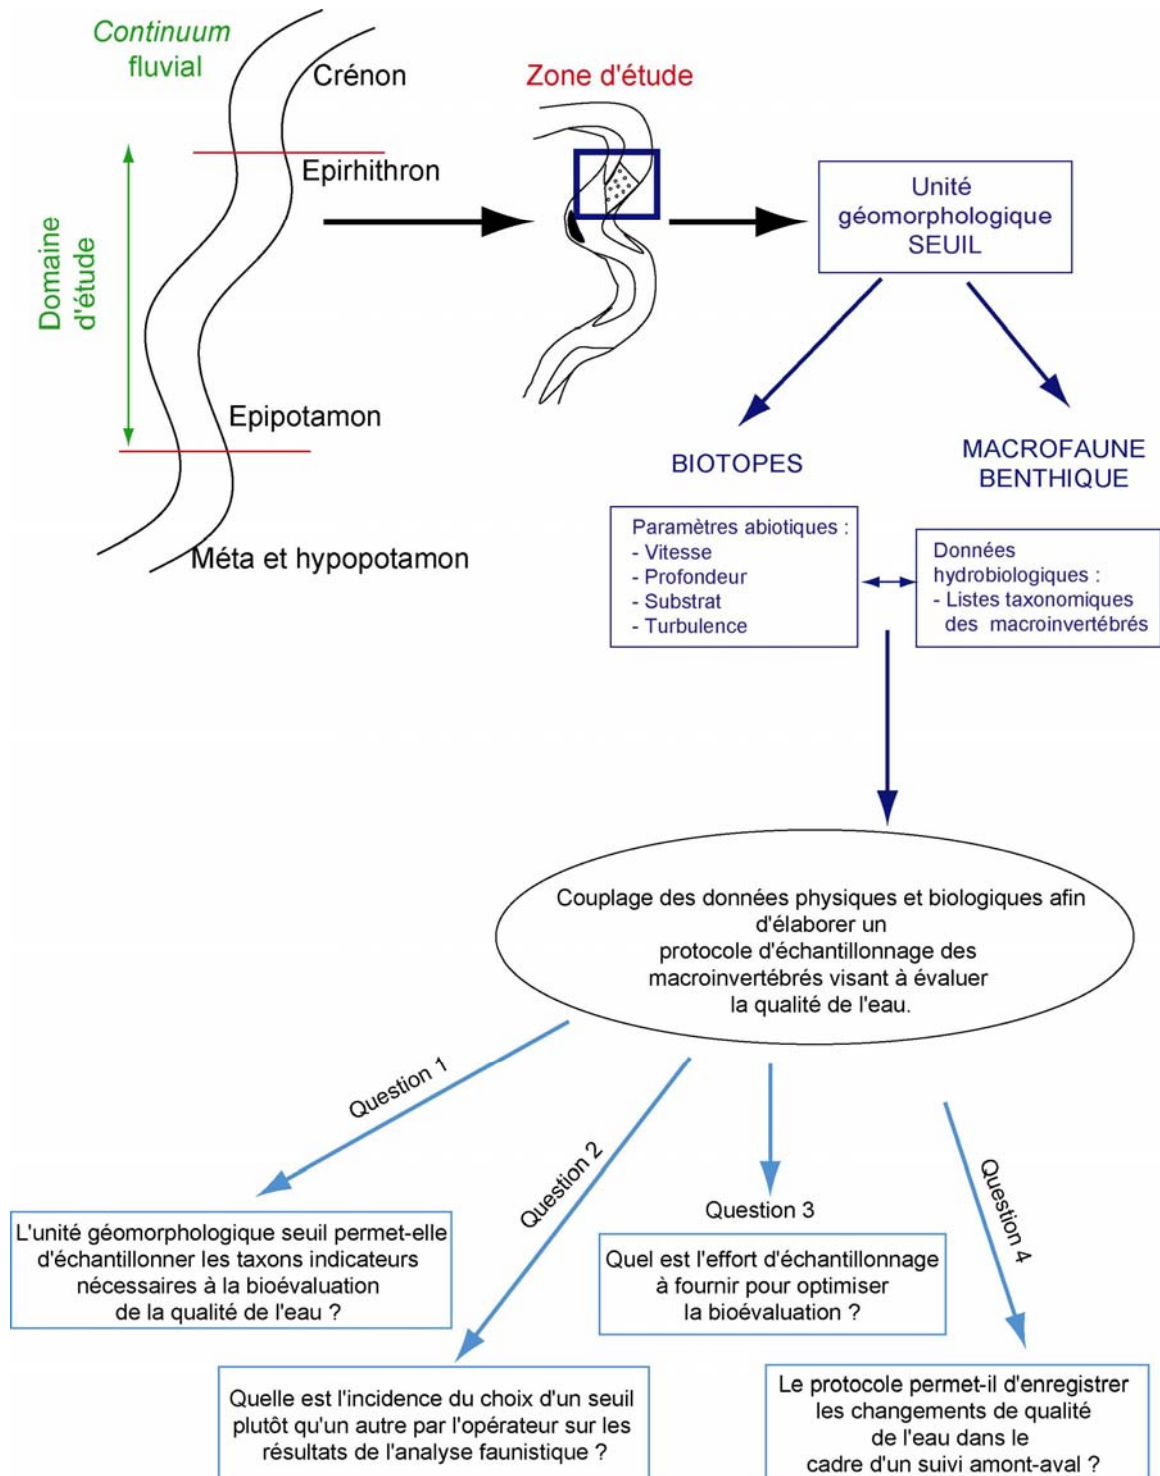 Continuum
fluvial
Crénon
Zone d'étude
Epirhithron
Domaine
d'étude
Unité
géomorphologique
SEUIL
Epipotamon
BIOTOPES
MACROFAUNE
BENTHIQUE
Méta et hypopotamon
Paramètres abiotiques :
- Vitesse
- Profondeur
- Substrat
- Turbulence
Données
hydrobiologiques :
- Listes taxonomiques
des macroinvertébrés
Couplage des données physiques et biologiques afin
d'élaborer un
protocole d'échantillonnage des
macroinvertébrés visant à évaluer
la qualité de l'eau.
Question 1
Question 2
Question 3
Question 4
L'unité géomorphologique seuil permet-elle
d'échantillonner les taxons indicateurs
nécessaires à la bioévaluation
de la qualité de l'eau ?
Quel est l'effort d'échantillonnage
à fournir pour optimiser
la bioévaluation ?
Quelle est l'incidence du choix d'un seuil
plutôt qu'un autre par l'opérateur sur les
résultats de l'analyse faunistique ?
Le protocole permet-il d'enregistrer
les changements de qualité
de l'eau dans le
cadre d'un suivi amont-aval ?